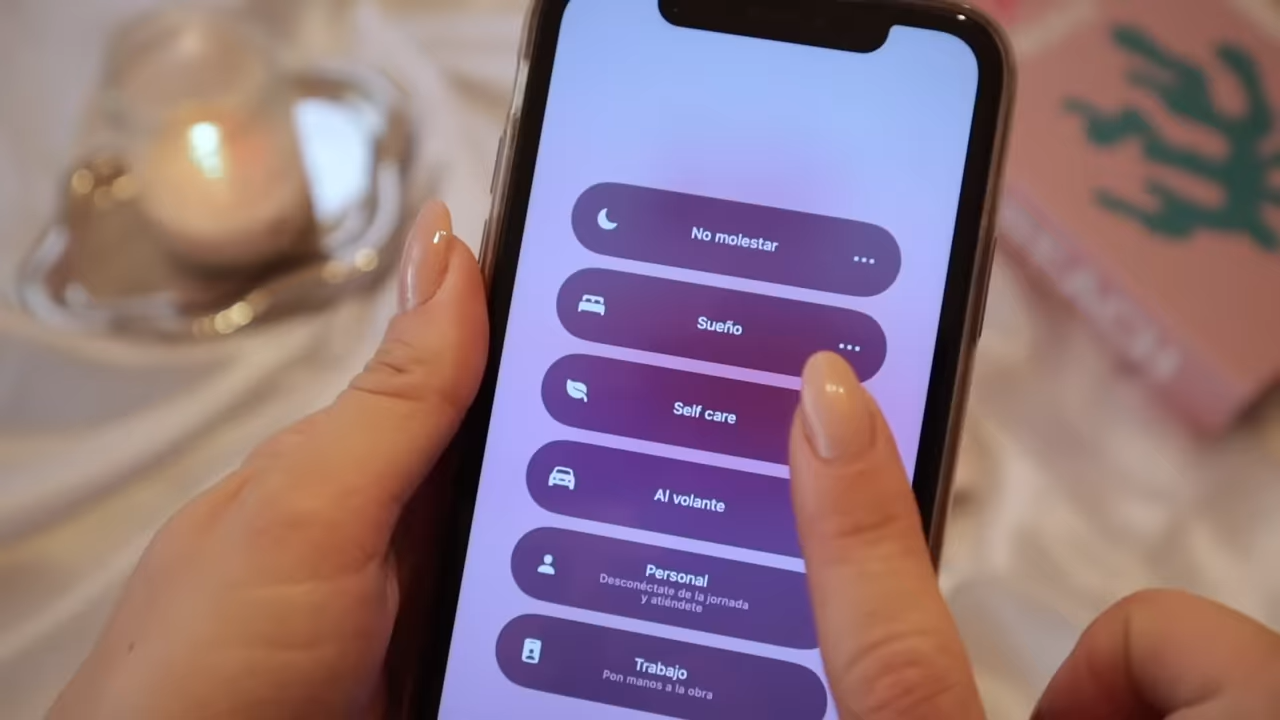 No molestar
Sueño
Self care
Al volante
Personal
Desconéctate de la jornada
y atiéndete
Trabajo
Pon manos a la obra